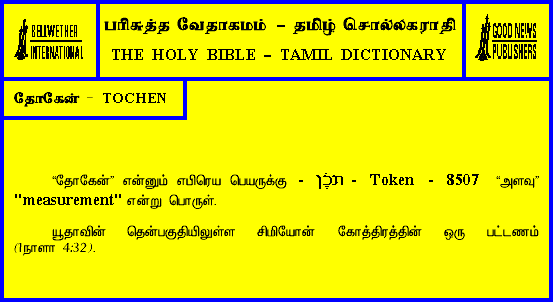 BELLWETHER
INTERNATIONAL
பரிசுத்த வேதாகமம் – தமிழ் சொல்லகராதி
THE HOLY BIBLE – TAMIL DICTIONARY
GOOD NEWS
PUBLISHERS
தோகேன் – TOCHEN
“தோகேன்” என்னும் எபிரெய பெயருக்கு - תֹּכֶן - Token - 8507 “அளவு”
"measurement" என்று பொருள்.
யூதாவின் தென்பகுதியிலுள்ள சிமியோன் கோத்திரத்தின் ஒரு பட்டணம்
(1நாளா 4:32).